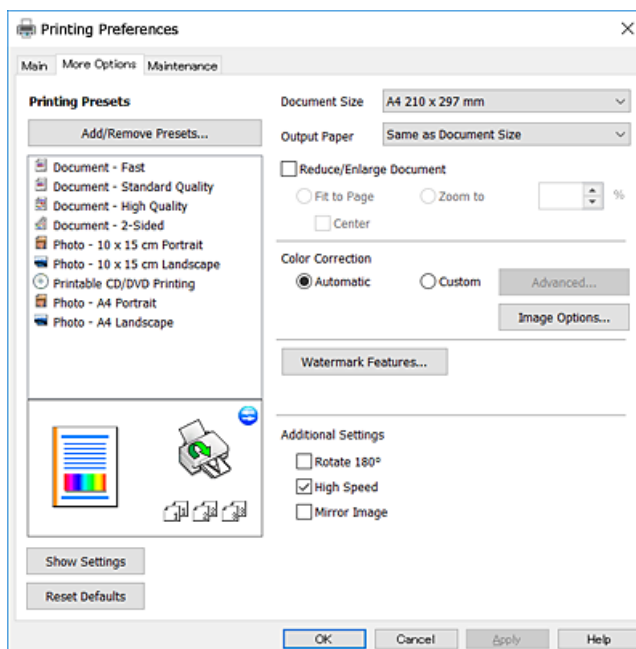 Printing Preferences
Main
More Options
Maintenance
Printing Presets
Add/Remove Presets...
Document - Fast
Document - Standard Quality
Document - High Quality
Document - 2-Sided
Photo - 10 x 15 cm Portrait
Photo - 10 x 15 cm Landscape
Printable CD/DVD Printing
Photo - A4 Portrait
Photo - A4 Landscape
Show Settings
Reset Defaults
Document Size
A4 210 x 297 mm
Output Paper
Same as Document Size
Reduce/Enlarge Document
Fit to Page
Zoom to
%
Center
Color Correction
Automatic
Custom
Advanced...
Image Options...
Watermark Features...
Additional Settings
Rotate 180°
High Speed
Mirror Image
OK
Cancel
Apply
Help